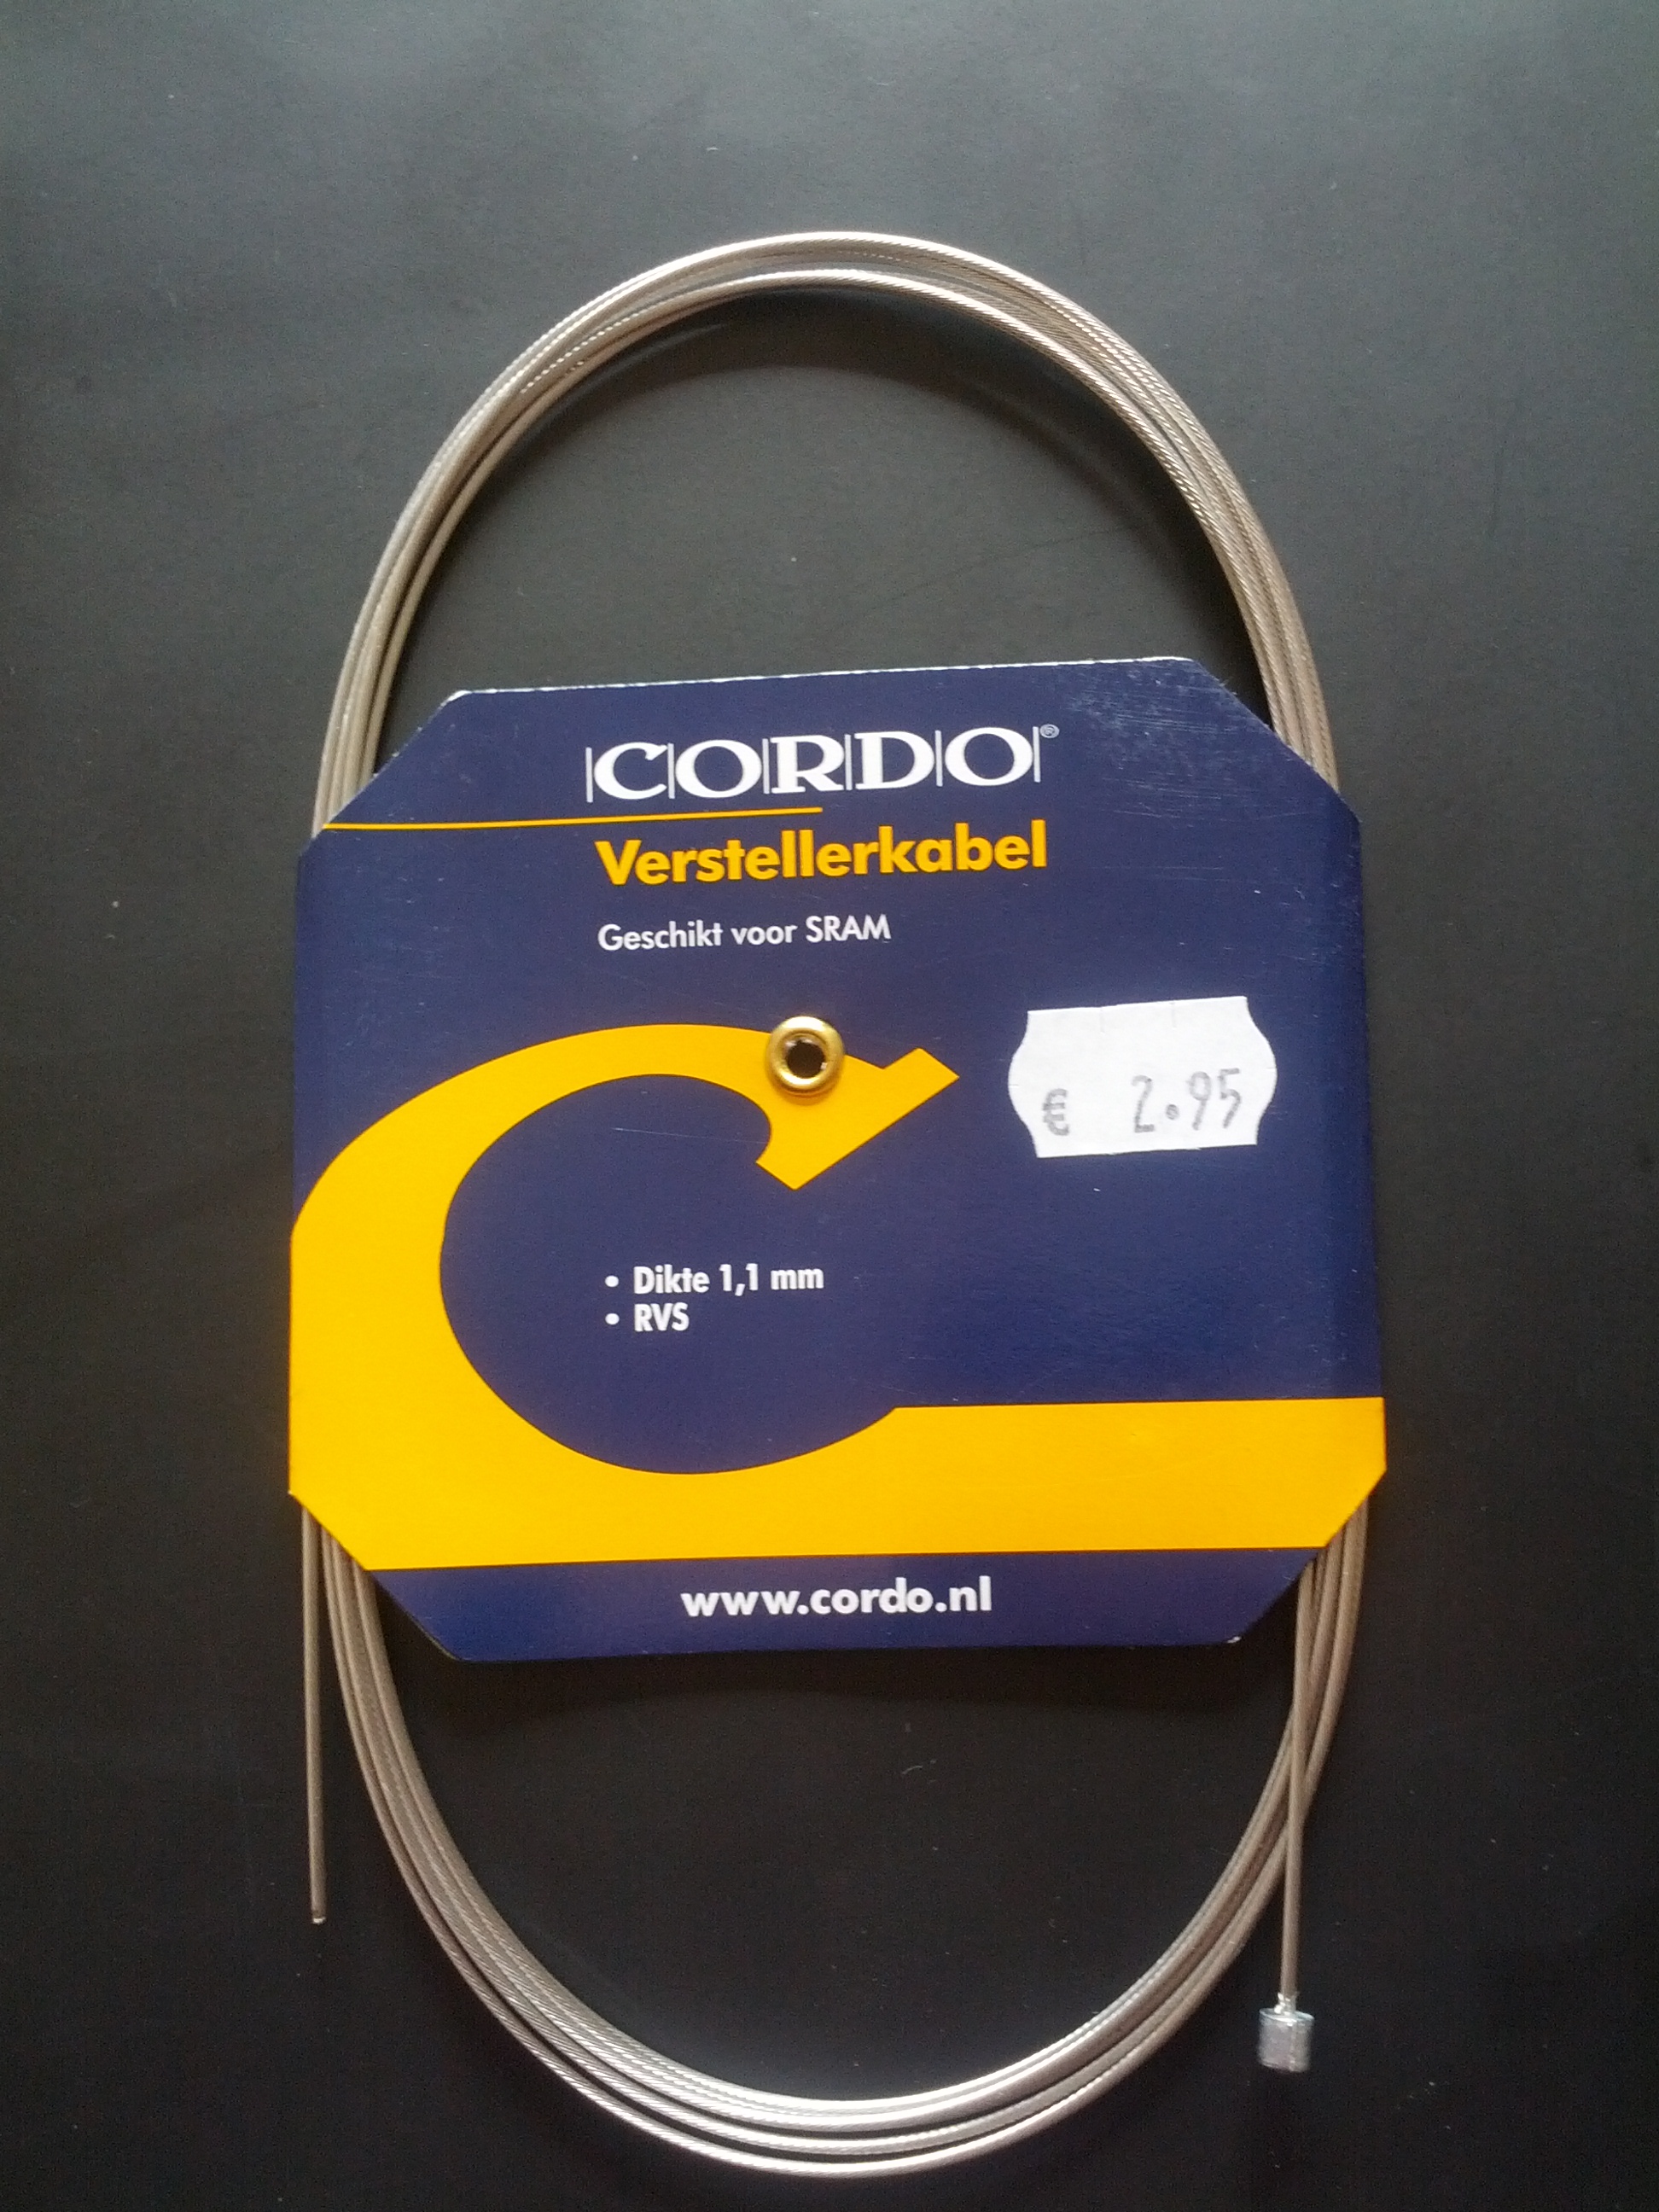 CORDO®
Verstellerkabel
Geschikt voor SRAM
€ 2.95
• Dikte 1,1 mm
• RVS
www.cordo.nl